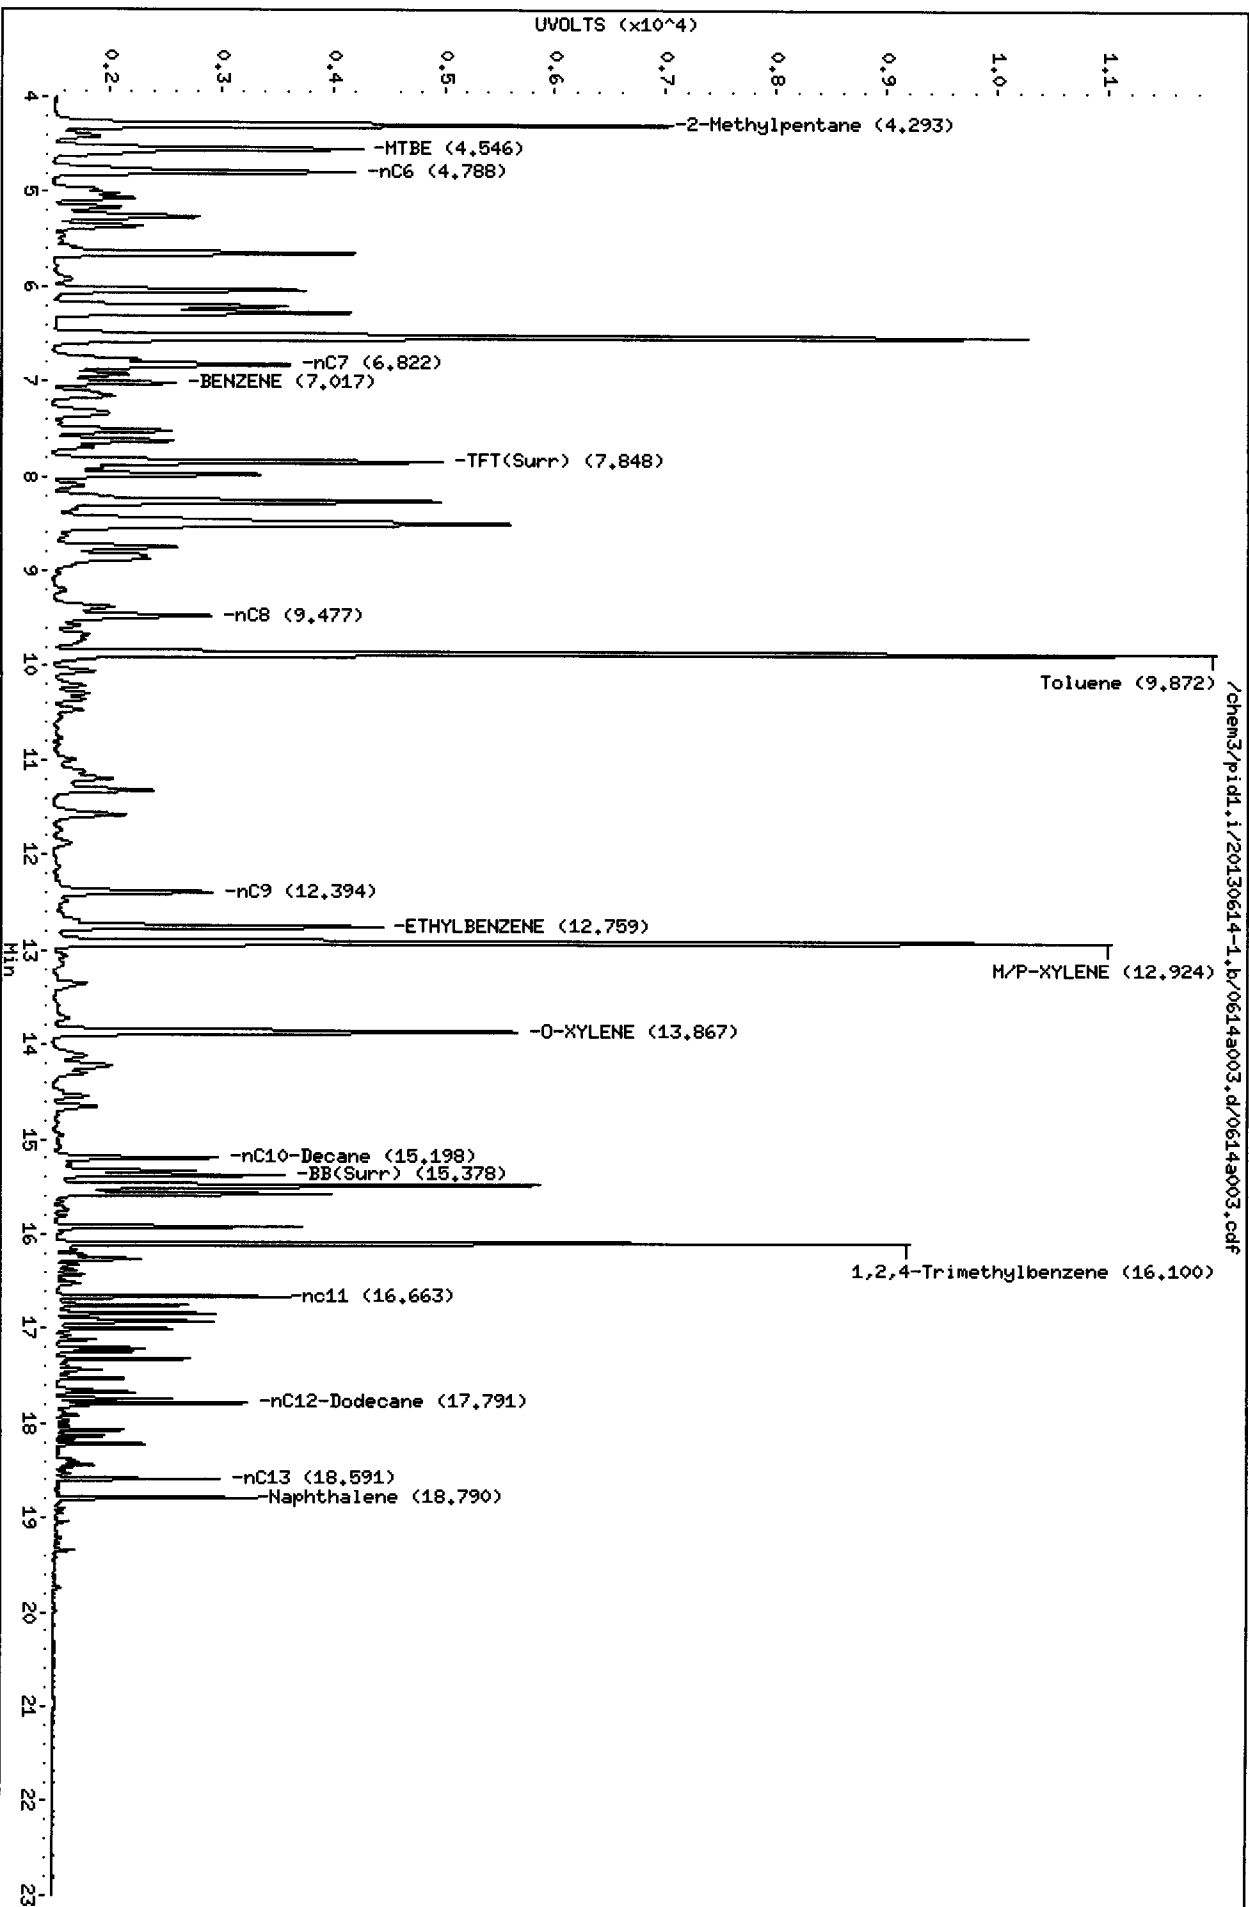 UVOLTS (x10^4)
0.2
0.3
0.4
0.5
0.6
0.7
0.8
0.9
1.0
1.1
/chem3/pid1.i/20130614-1.b/0614a003.d/0614a003.cdf
-2-Methylpentane (4.293)
-MTBE (4.546)
-nC6 (4.788)
-nC7 (6.822)
-BENZENE (7.017)
-TFT(Surr) (7.848)
-nC8 (9.477)
Toluene (9.872)
-nC9 (12.394)
-ETHYLBENZENE (12.759)
M/P-XYLENE (12.924)
-O-XYLENE (13.867)
-nC10-Decane (15.198)
-BB(Surr) (15.378)
1,2,4-Trimethylbenzene (16.100)
-nc11 (16.663)
-nC12-Dodecane (17.791)
-nC13 (18.591)
-Naphthalene (18.790)
4
5
6
7
8
9
10
11
12
13
14
15
16
17
18
19
20
21
22
23
Min